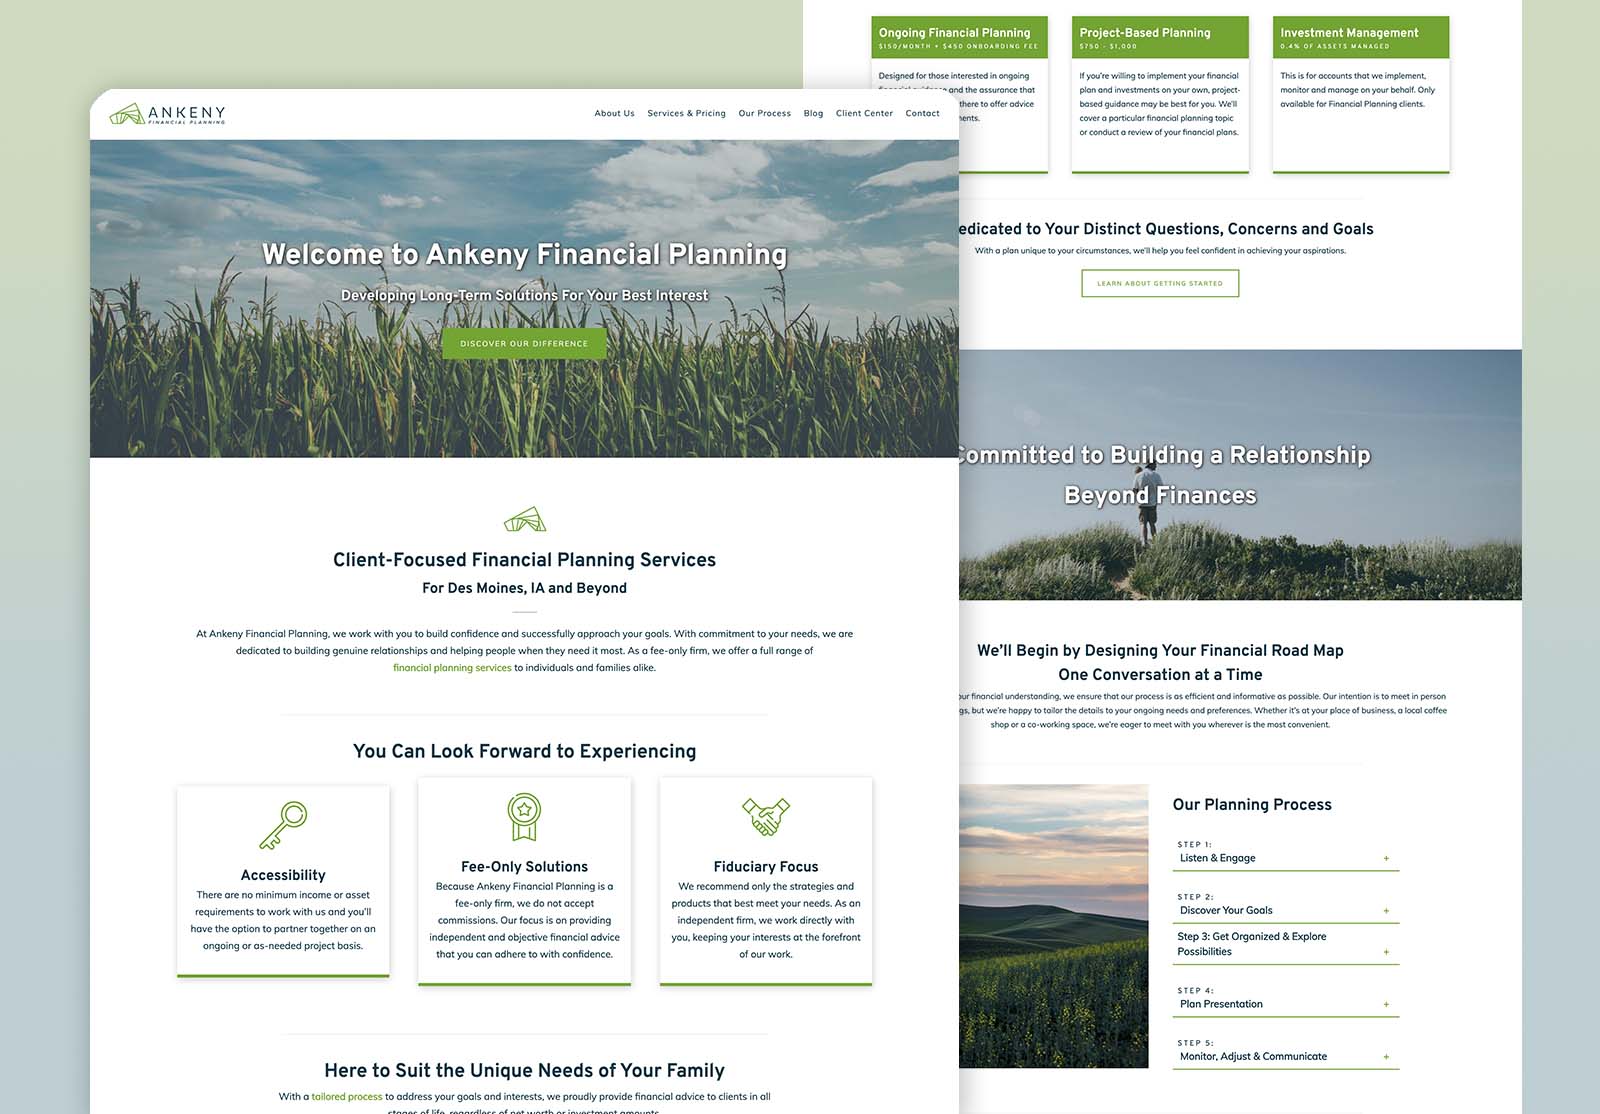 ANKENY
FINANCIAL PLANNING
About Us
Services & Pricing
Our Process
Blog
Client Center
Contact
Welcome to Ankeny Financial Planning
Developing Long-Term Solutions For Your Best Interest
DISCOVER OUR DIFFERENCE
Client-Focused Financial Planning Services
For Des Moines, IA and Beyond
At Ankeny Financial Planning, we work with you to build confidence and successfully approach your goals. With commitment to your needs, we are
dedicated to building genuine relationships and helping people when they need it most. As a fee-only firm, we offer a full range of
financial planning services to individuals and families alike.
You Can Look Forward to Experiencing
Accessibility
There are no minimum income or asset
requirements to work with us and you'll
have the option to partner together on an
ongoing or as-needed project basis.
Fee-Only Solutions
Because Ankeny Financial Planning is a
fee-only firm, we do not accept
commissions. Our focus is on providing
independent and objective financial advice
that you can adhere to with confidence.
Fiduciary Focus
We recommend only the strategies and
products that best meet your needs. As an
independent firm, we work directly with
you, keeping your interests at the forefront
of our work.
Here to Suit the Unique Needs of Your Family
With a tailored process to address your goals and interests, we proudly provide financial advice to clients in all
stages of life, regardless of net worth or investment amounts.
Ongoing Financial Planning
$150/MONTH + $450 ONBOARDING FEE
Designed for those interested in ongoing
and the assurance that
there to offer advice
Project-Based Planning
$750 - $1,000
If you're willing to implement your financial
plan and investments on your own, project-
based guidance may be best for you. We'll
cover a particular financial planning topic
or conduct a review of your financial plans.
Investment Management
0.4% OF ASSETS MANAGED
This is for accounts that we implement,
monitor and manage on your behalf. Only
available for Financial Planning clients.
to Your Distinct Questions, Concerns and Goals
With a plan unique to your circumstances, we'll help you feel confident in achieving your aspirations.
LEARN ABOUT GETTING STARTED
Committed to Building a Relationship
Beyond Finances
We'll Begin by Designing Your Financial Road Map
One Conversation at a Time
our financial understanding, we ensure that our process is as efficient and informative as possible. Our intention is to meet in person
but we're happy to tailor the details to your ongoing needs and preferences. Whether it's at your place of business, a local coffee
shop or a co-working space, we're eager to meet with you wherever is the most convenient.
Our Planning Process
STEP 1:
Listen & Engage +
STEP 2:
Discover Your Goals +
Step 3: Get Organized & Explore
Possibilities +
STEP 4:
Plan Presentation +
STEP 5:
Monitor, Adjust & Communicate +